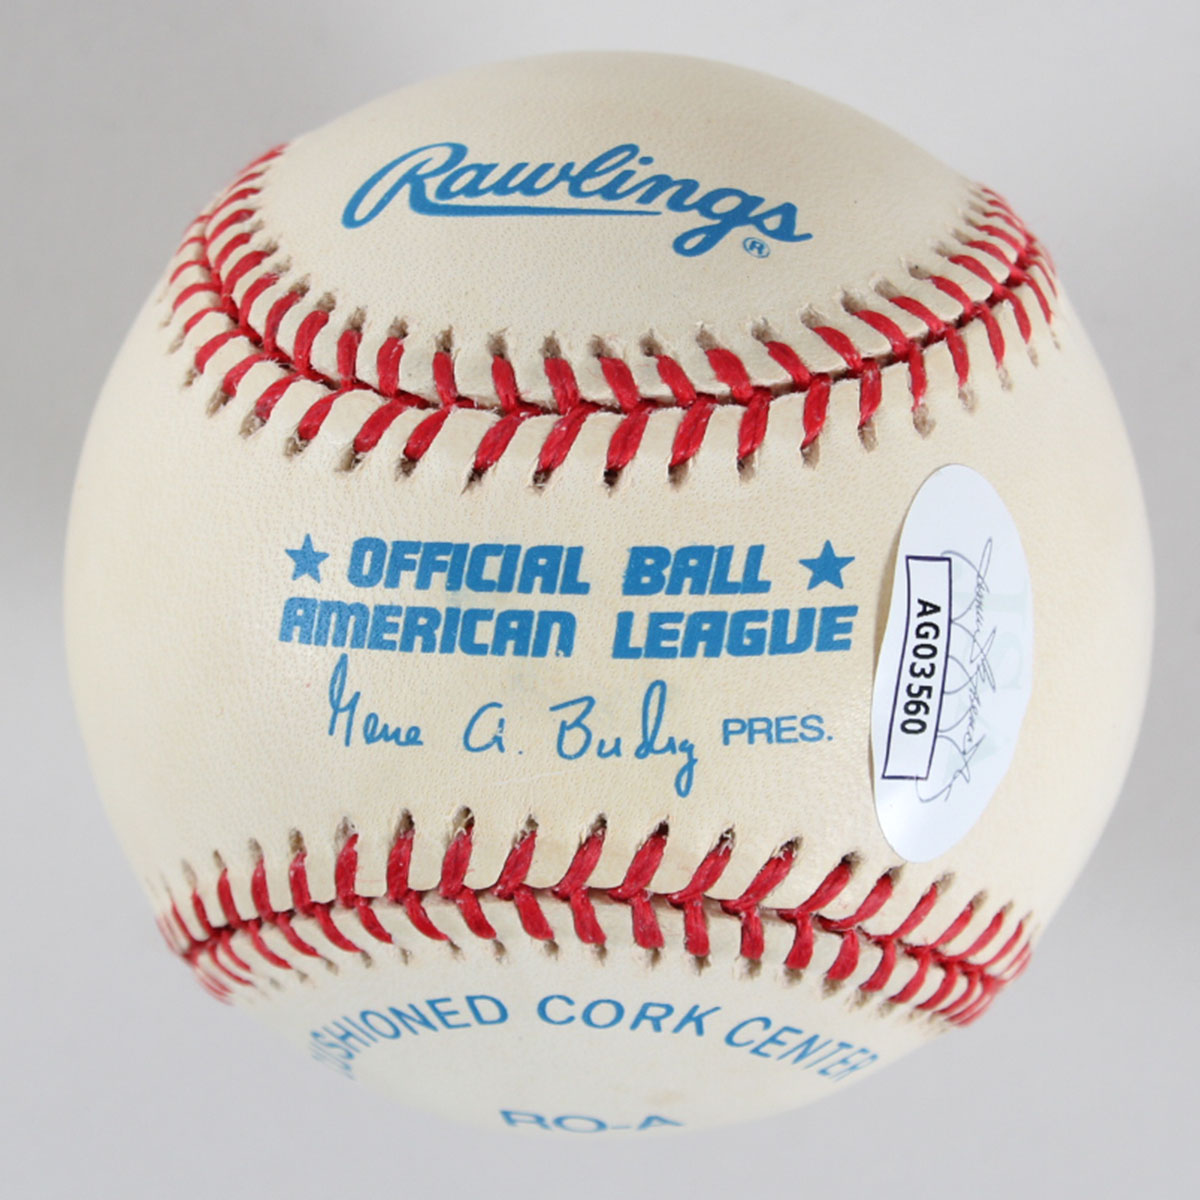 Rawlings ®
★ OFFICIAL BALL ★
AMERICAN LEAGUE
Gene A. Budig PRES.
AG03560
CUSHIONED CORK CENTER
RO-A